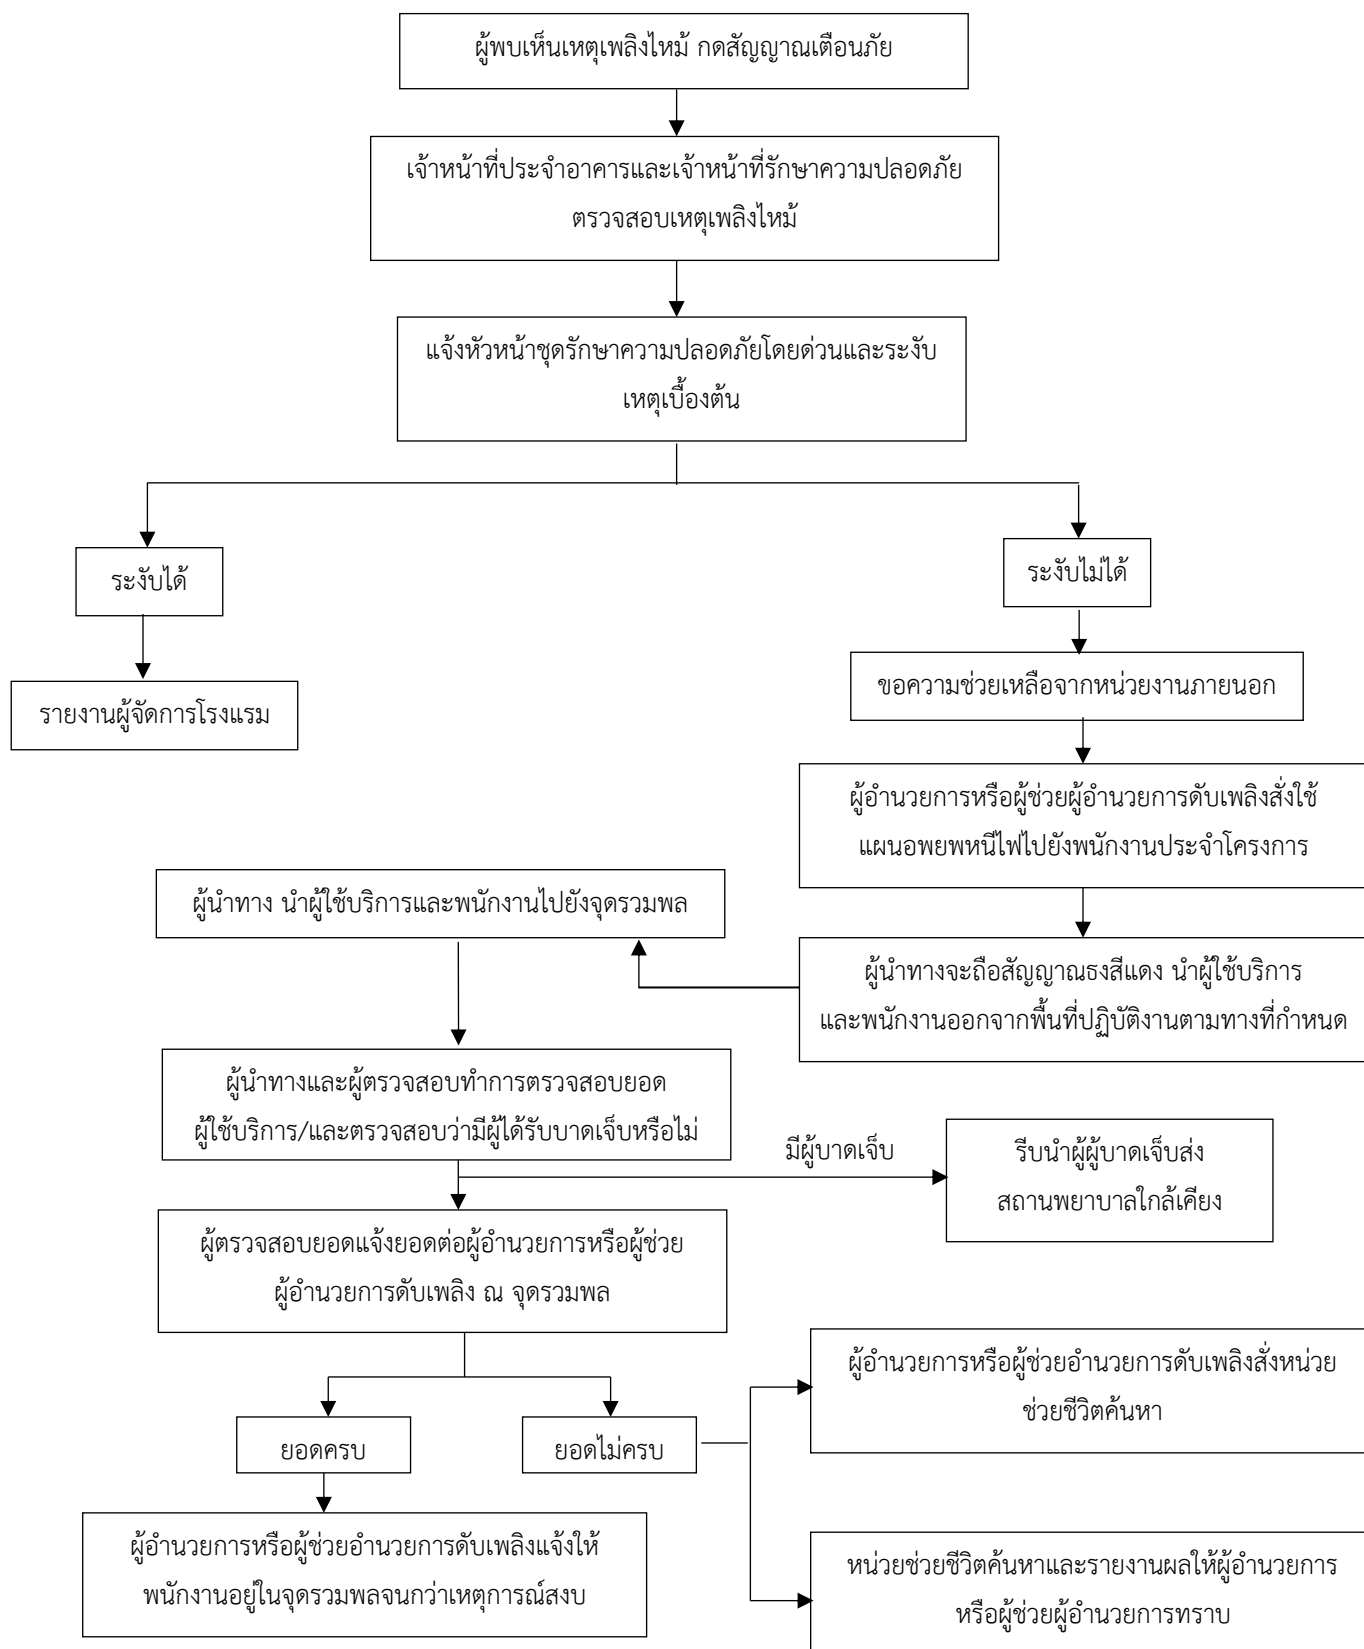 ผู้พบเห็นเหตุเพลิงไหม้ กดสัญญาณเตือนภัย
เจ้าหน้าที่ประจำอาคารและเจ้าหน้าที่รักษาความปลอดภัย
ตรวจสอบเหตุเพลิงไหม้
แจ้งหัวหน้าชุดรักษาความปลอดภัยโดยด่วนและระงับ
เหตุเบื้องต้น
ระงับได้
ระงับไม่ได้
รายงานผู้จัดการโรงแรม
ขอความช่วยเหลือจากหน่วยงานภายนอก
ผู้อำนวยการหรือผู้ช่วยผู้อำนวยการดับเพลิงสั่งใช้
แผนอพยพหนีไฟไปยังพนักงานประจำโครงการ
ผู้นำทางจะถือสัญญาณธงสีแดง นำผู้ใช้บริการ
และพนักงานออกจากพื้นที่ปฏิบัติงานตามทางที่กำหนด
ผู้นำทาง นำผู้ใช้บริการและพนักงานไปยังจุดรวมพล
ผู้นำทางและผู้ตรวจสอบทำการตรวจสอบยอด
ผู้ใช้บริการ/และตรวจสอบว่ามีผู้ได้รับบาดเจ็บหรือไม่
มีผู้บาดเจ็บ
รีบนำผู้ผู้บาดเจ็บส่ง
สถานพยาบาลใกล้เคียง
ผู้ตรวจสอบยอดแจ้งยอดต่อผู้อำนวยการหรือผู้ช่วย
ผู้อำนวยการดับเพลิง ณ จุดรวมพล
ยอดครบ
ยอดไม่ครบ
ผู้อำนวยการหรือผู้ช่วยอำนวยการดับเพลิงสั่งหน่วย
ช่วยชีวิตค้นหา
ผู้อำนวยการหรือผู้ช่วยอำนวยการดับเพลิงแจ้งให้
พนักงานอยู่ในจุดรวมพลจนกว่าเหตุการณ์สงบ
หน่วยช่วยชีวิตค้นหาและรายงานผลให้ผู้อำนวยการ
หรือผู้ช่วยผู้อำนวยการทราบ